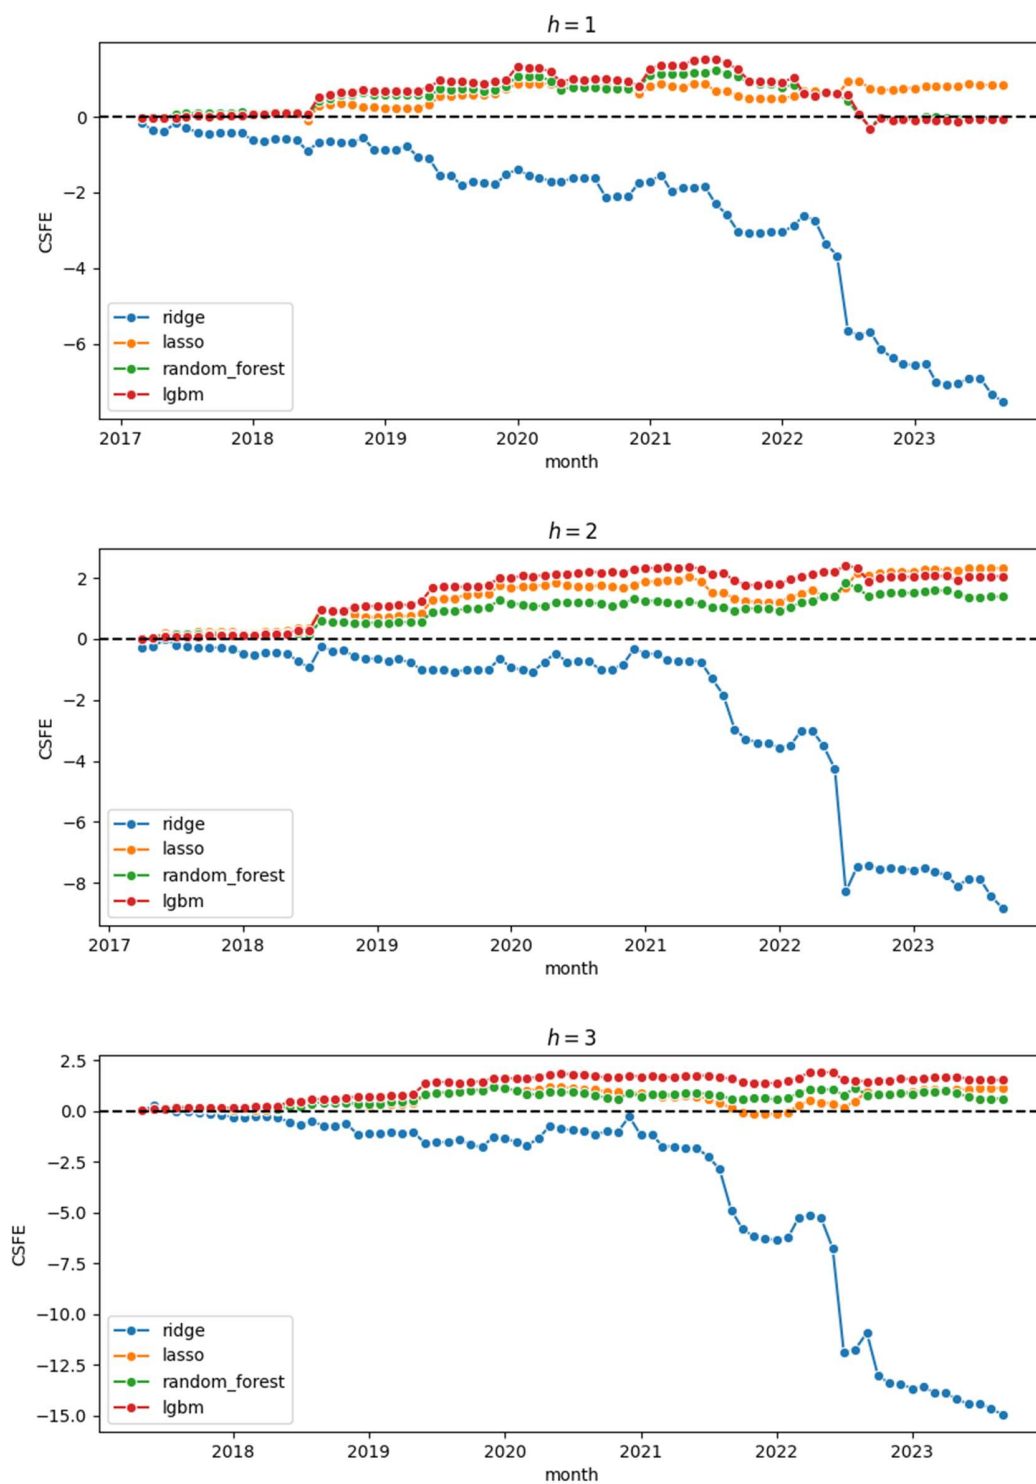 h = 1
CSFE
0
−2
−4
−6
ridge
lasso
random_forest
lgbm
2017 2018 2019 2020 2021 2022 2023
month
h = 2
CSFE
2
0
−2
−4
−6
−8
ridge
lasso
random_forest
lgbm
2017 2018 2019 2020 2021 2022 2023
month
h = 3
CSFE
2.5
0.0
−2.5
−5.0
−7.5
−10.0
−12.5
−15.0
ridge
lasso
random_forest
lgbm
2018 2019 2020 2021 2022 2023
month